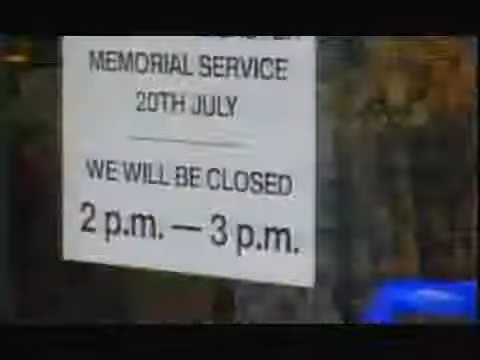 MEMORIAL SERVICE
20TH JULY
WE WILL BE CLOSED
2 p.m. — 3 p.m.